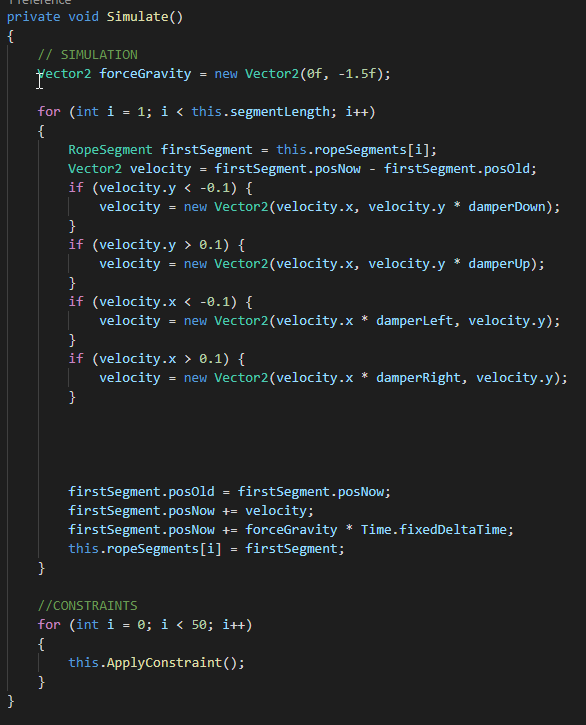 1 reference
private void Simulate()
{
    // SIMULATION
    Vector2 forceGravity = new Vector2(0f, -1.5f);

    for (int i = 1; i < this.segmentLength; i++)
    {
        RopeSegment firstSegment = this.ropeSegments[i];
        Vector2 velocity = firstSegment.posNow - firstSegment.posOld;
        if (velocity.y < -0.1) {
            velocity = new Vector2(velocity.x, velocity.y * damperDown);
        }
        if (velocity.y > 0.1) {
            velocity = new Vector2(velocity.x, velocity.y * damperUp);
        }
        if (velocity.x < -0.1) {
            velocity = new Vector2(velocity.x * damperLeft, velocity.y);
        }
        if (velocity.x > 0.1) {
            velocity = new Vector2(velocity.x * damperRight, velocity.y);
        }

        firstSegment.posOld = firstSegment.posNow;
        firstSegment.posNow += velocity;
        firstSegment.posNow += forceGravity * Time.fixedDeltaTime;
        this.ropeSegments[i] = firstSegment;
    }

    //CONSTRAINTS
    for (int i = 0; i < 50; i++)
    {
        this.ApplyConstraint();
    }
}